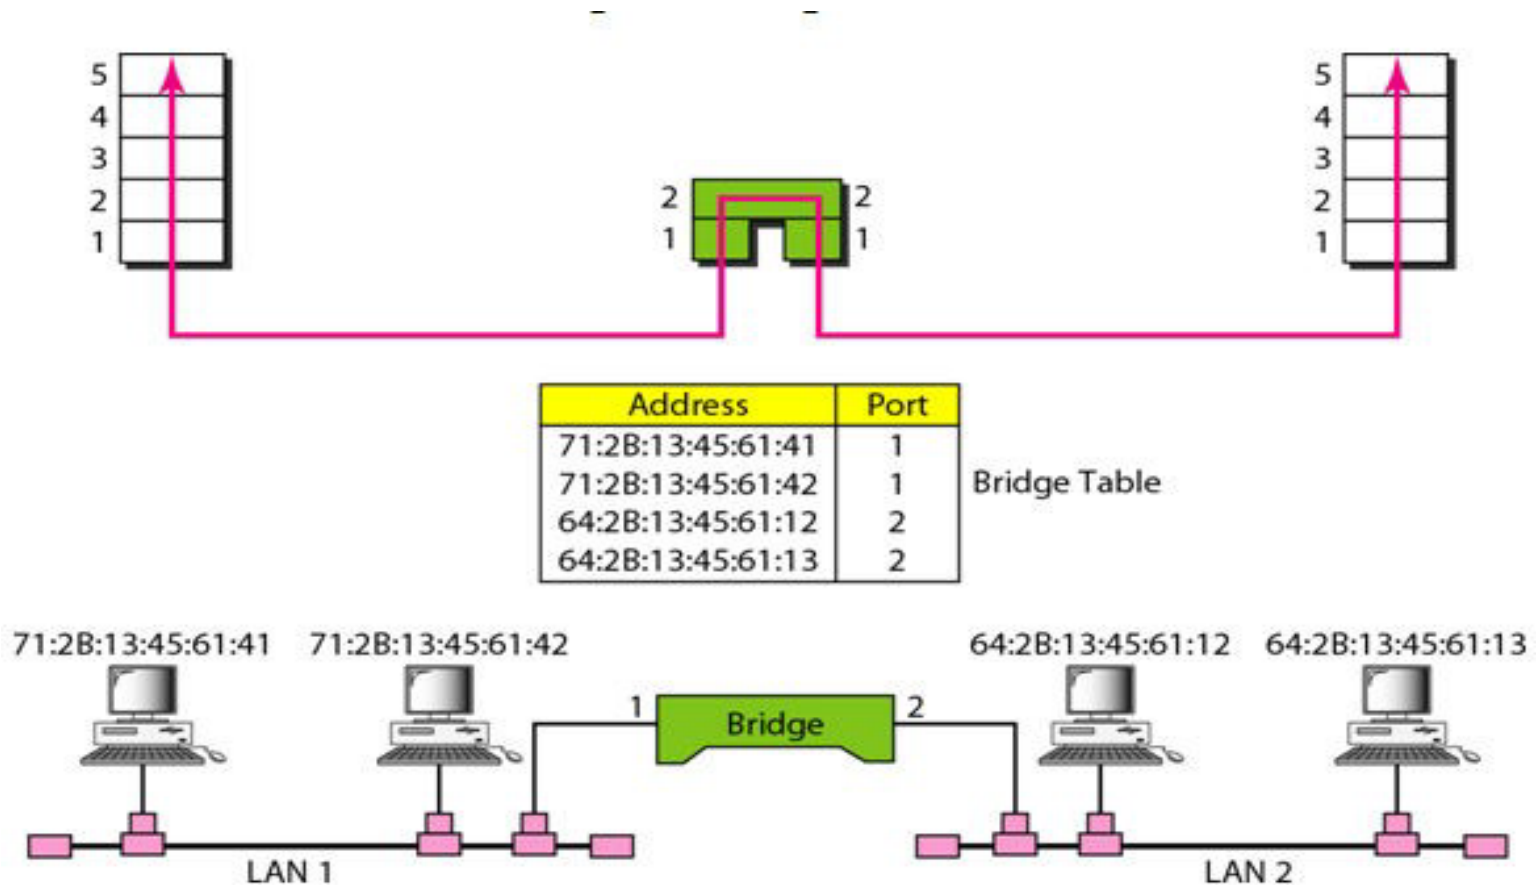 5 5
4 4
3 3
2 2 2 2
1 1 1 1
Address Port
71:2B:13:45:61:41 1
71:2B:13:45:61:42 1
Bridge Table
64:2B:13:45:61:12 2
64:2B:13:45:61:13 2
71:2B:13:45:61:41 71:2B:13:45:61:42 64:2B:13:45:61:12 64:2B:13:45:61:13
1 Bridge 2
LAN 1 LAN 2